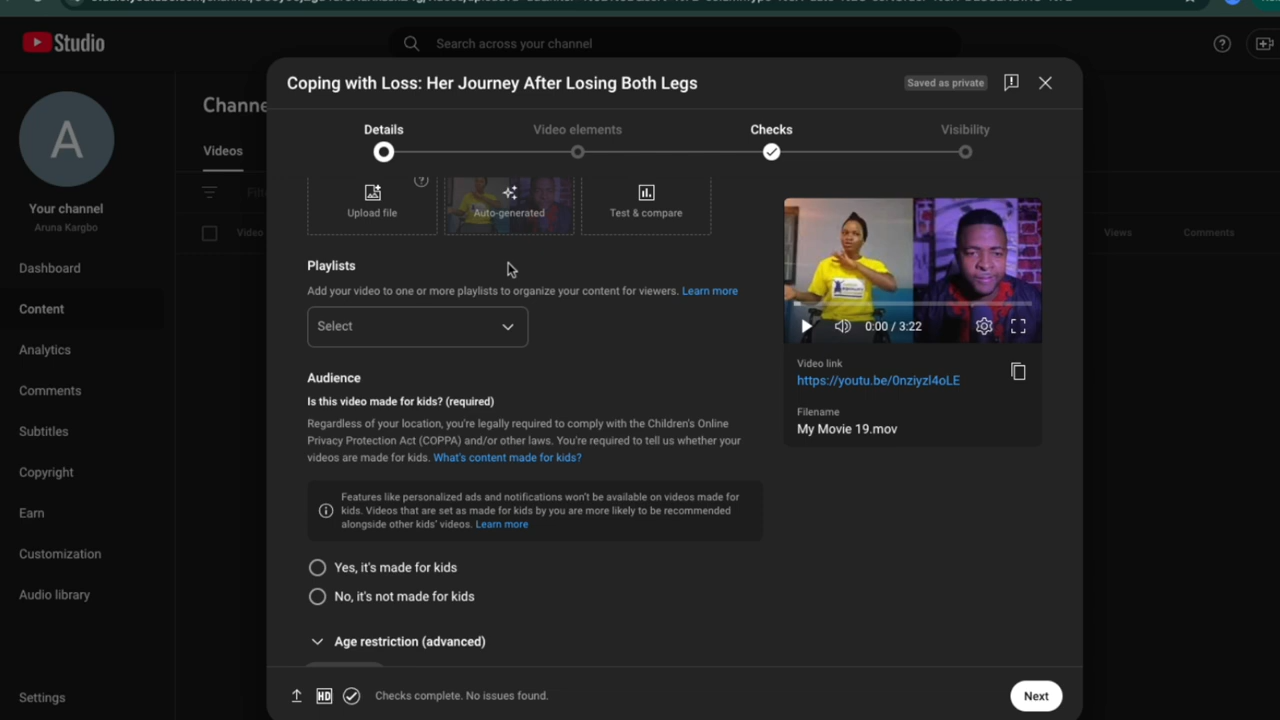 Studio
Search across your channel
Coping with Loss: Her Journey After Losing Both Legs
Saved as private
Details
Video elements
Checks
Visibility
A
Your channel
Aruna Kargbo
Dashboard
Content
Analytics
Comments
Subtitles
Copyright
Earn
Customization
Audio library
Settings
Channe
Videos
Video
Views
Comments
Upload file
Auto-generated
Test & compare
Playlists
Add your video to one or more playlists to organize your content for viewers. Learn more
Select
Audience
Is this video made for kids? (required)
Regardless of your location, you're legally required to comply with the Children's Online
Privacy Protection Act (COPPA) and/or other laws. You're required to tell us whether your
videos are made for kids. What's content made for kids?
Features like personalized ads and notifications won't be available on videos made for
kids. Videos that are set as made for kids by you are more likely to be recommended
alongside other kids' videos. Learn more
Yes, it's made for kids
No, it's not made for kids
Age restriction (advanced)
0:00 / 3:22
Video link
https://youtu.be/0nziyzl4oLE
Filename
My Movie 19.mov
HD
Checks complete. No issues found.
Next